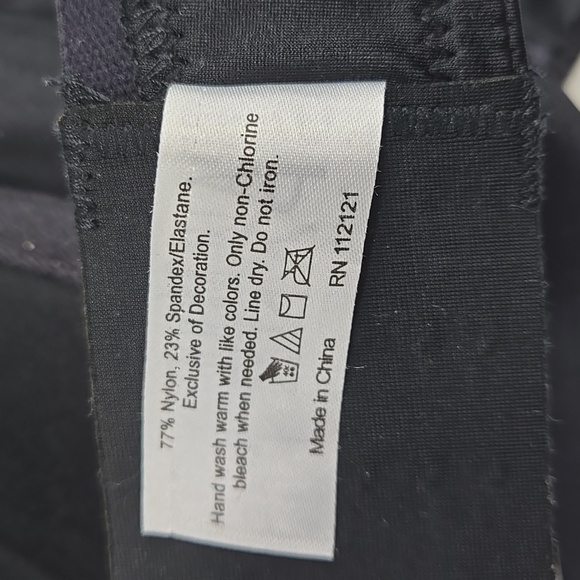 77% Nylon, 23% Spandex/Elastane.
Exclusive of Decoration.
Hand wash warm with like colors. Only non-Chlorine
bleach when needed. Line dry. Do not iron.
Made in China RN 112121